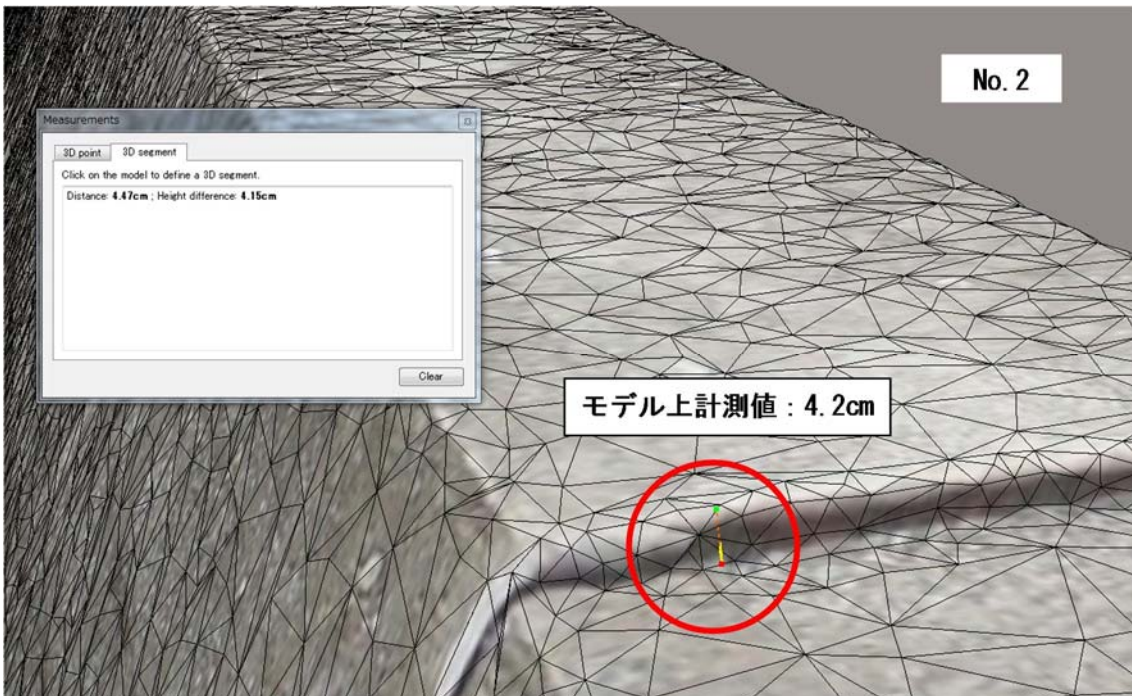 No. 2
Measurements
3D point
3D segment
Click on the model to define a 3D segment.
Distance: 4.47cm ; Height difference: 4.15cm
Clear
モデル上計測値：4.2cm